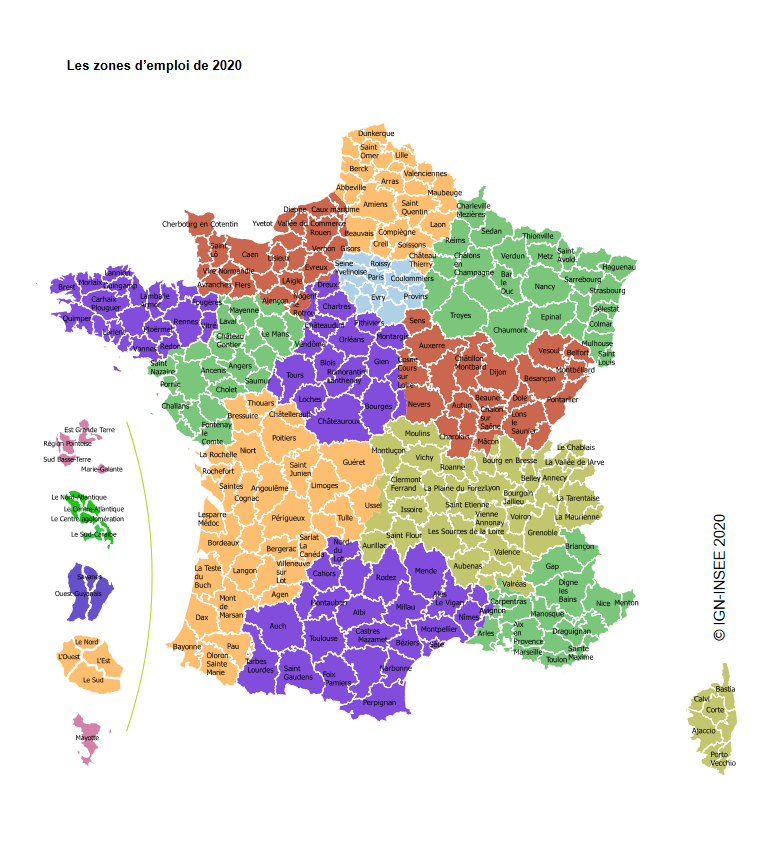 Les zones d'emploi de 2020
Dunkerque
Saint
Omer
Lille
Berck
Valenciennes
Arras
Abbeville
Maubeuge
Amiens
Saint
Quentin
Charleville
Mezières
Dieppe
Caux maritime
Cherbourg en Cotentin
Yvetot
Vallée du Commerce
Rouen
Beauvais
Compiègne
Laon
Sedan
Reims
Thionville
Saint
Lô
Caen
Lisieux
Vernon
Gisors
Creil
Soissons
Château
Thierry
Châlons
en
Champagne
Verdun
Metz
Saint
Avold
Haguenau
Vire Normandie
Evreux
Seine
Yvelinoise
Roissy
Paris
Coulommiers
Bar
le
Duc
Sarrebourg
Strasbourg
Nancy
Avranches
Flers
L'Aigle
Dreux
Evry
Provins
Lannion
Morlaix
Guingamp
Brest
Carhaix
Plouguer
Lamballe
Armor
Fougères
Alençon
Nogent
le
Rotrou
Chartres
Troyes
Epinal
Sélestat
Colmar
Quimper
Lorient
Ploërmel
Rennes
Vitré
Mayenne
Laval
Le Mans
Châteaudun
Pithiviers
Sens
Chaumont
Mulhouse
Saint
Louis
Vannes
Redon
Château
Gontier
Vendôme
Orléans
Montargis
Auxerre
Châtillon
Montbard
Vesoul
Belfort
Montbéliard
Saint
Nazaire
Ancenis
Angers
Blois
Romorantin
Lanthenay
Gien
Cosne
Cours
sur
Loire
Dijon
Besançon
Pornic
Cholet
Saumur
Tours
Loches
Bourges
Nevers
Autun
Beaune
Dole
Pontarlier
Challans
Fontenay
le
Comte
Thouars
Bressuire
Châtellerault
Châteauroux
Chalon
sur
Saône
Lons
le
Saunier
Est Grande Terre
Région Pointoise
Sud Basse-Terre
Marie-Galante
Poitiers
Moulins
Charolais
Mâcon
Niort
La Rochelle
Montluçon
Vichy
Roanne
Bourg en Bresse
Le Chablais
La Vallée de l'Arve
Rochefort
Saint
Junien
Guéret
Saintes
Cognac
Angoulême
Limoges
Clermont
Ferrand
La Plaine du Forez
Lyon
Bourgoin
Jallieu
Belley
Annecy
La Tarentaise
Le Nord-Atlantique
Le Centre-Atlantique
Le Centre agglomération
Le Sud-Caraïbe
Lesparre
Médoc
Périgueux
Tulle
Ussel
Issoire
Saint Etienne
Vienne
Annonay
Voiron
La Maurienne
Bordeaux
Bergerac
Sarlat
La
Canéda
Nord
du
Lot
Aurillac
Saint Flour
Les Sources de la Loire
Grenoble
Valence
Briançon
La Teste
du
Buch
Langon
Villeneuve
sur
Lot
Cahors
Rodez
Mende
Aubenas
Valréas
Gap
Savanes
Ouest Guyanais
Mont
de
Marsan
Agen
Montauban
Albi
Millau
Alès
Le Vigan
Avignon
Carpentras
Digne
les
Bains
Manosque
Nice
Menton
Dax
Auch
Toulouse
Castres
Mazamet
Montpellier
Nîmes
Arles
Aix
en
Provence
Marseille
Draguignan
Sainte
Maxime
Toulon
Bayonne
Pau
Oloron
Sainte
Marie
Tarbes
Lourdes
Saint
Gaudens
Foix
Pamiers
Béziers
Sète
Narbonne
Perpignan
Le Nord
L'Ouest
L'Est
Le Sud
Mayotte
Bastia
Calvi
Corte
Ajaccio
Porto
Vecchio
© IGN-INSEE 2020